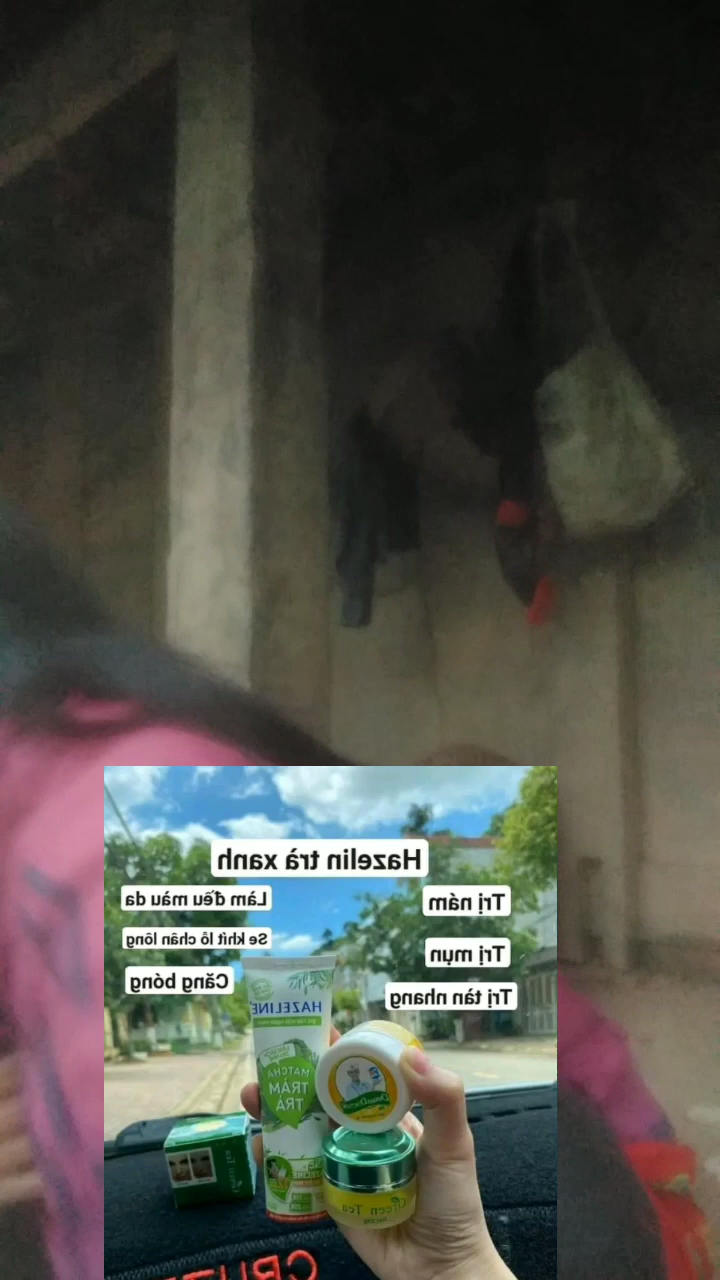 Hazelin trà xanh
Làm đều màu da
Trị nám
Se khít lỗ chân lông
Trị mụn
Căng bóng
Trị tàn nhang
HAZELINE
MATCHA
TRÀM
TRÀ
Green Tea
CRUZE